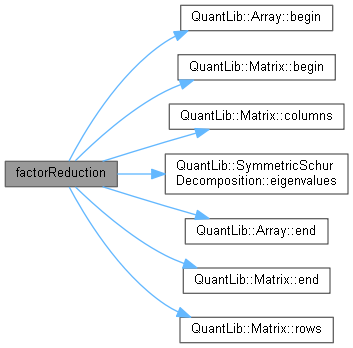 QuantLib::Array::begin
QuantLib::Matrix::begin
QuantLib::Matrix::columns
factorReduction
QuantLib::SymmetricSchur
Decomposition::eigenvalues
QuantLib::Array::end
QuantLib::Matrix::end
QuantLib::Matrix::rows